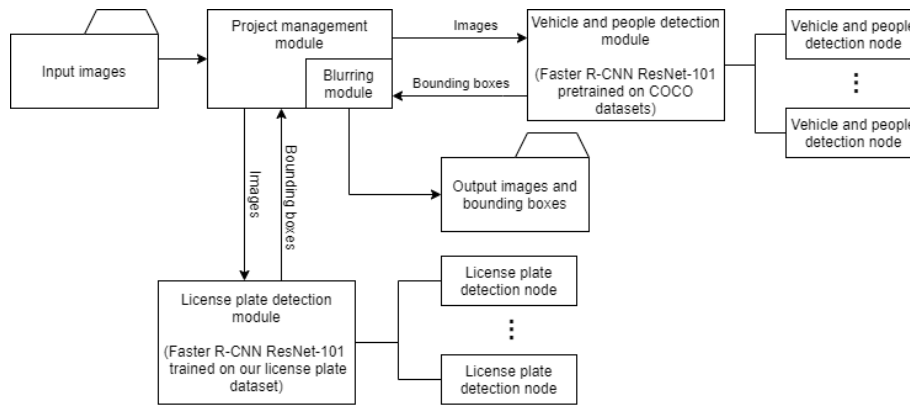 Input images
Project management
module
Blurring
module
Images
Bounding boxes
Vehicle and people detection
module
(Faster R-CNN ResNet-101
pretrained on COCO
datasets)
Vehicle and people
detection node
Vehicle and people
detection node
Images
Bounding boxes
Output images and
bounding boxes
License plate detection
module
(Faster R-CNN ResNet-101
trained on our license plate
dataset)
License plate
detection node
License plate
detection node